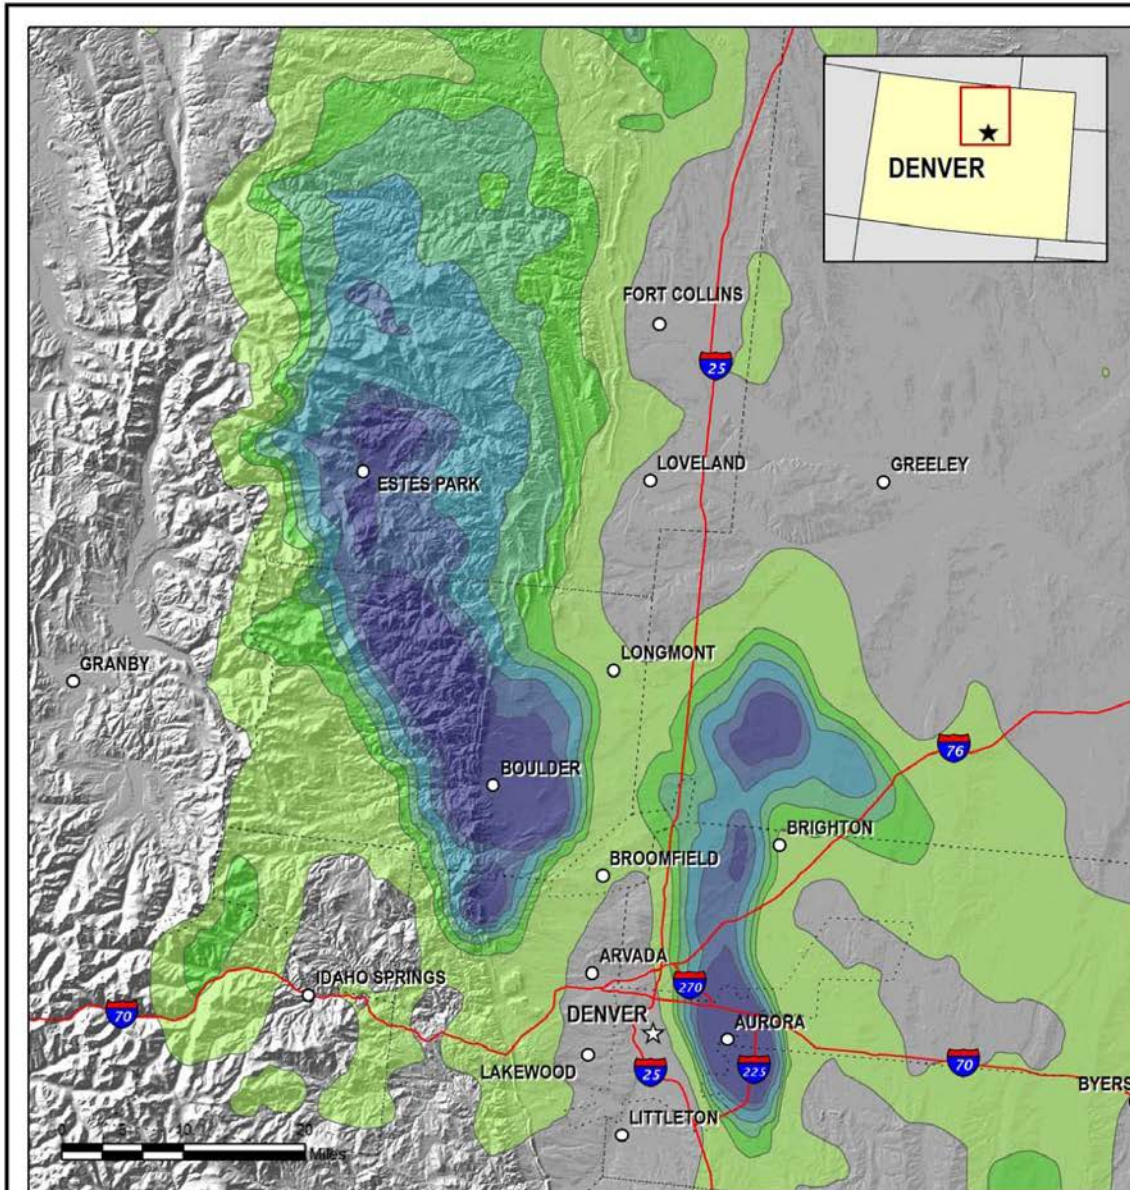 DENVER
FORT COLLINS
25
LOVELAND
GREELEY
ESTES PARK
GRANBY
LONGMONT
76
BOULDER
BRIGHTON
BROOMFIELD
ARVADA
IDAHO SPRINGS
270
70
DENVER
AURORA
LAKEWOOD
25
225
70
BYERS
LITTLETON
0 5 10 20
Miles